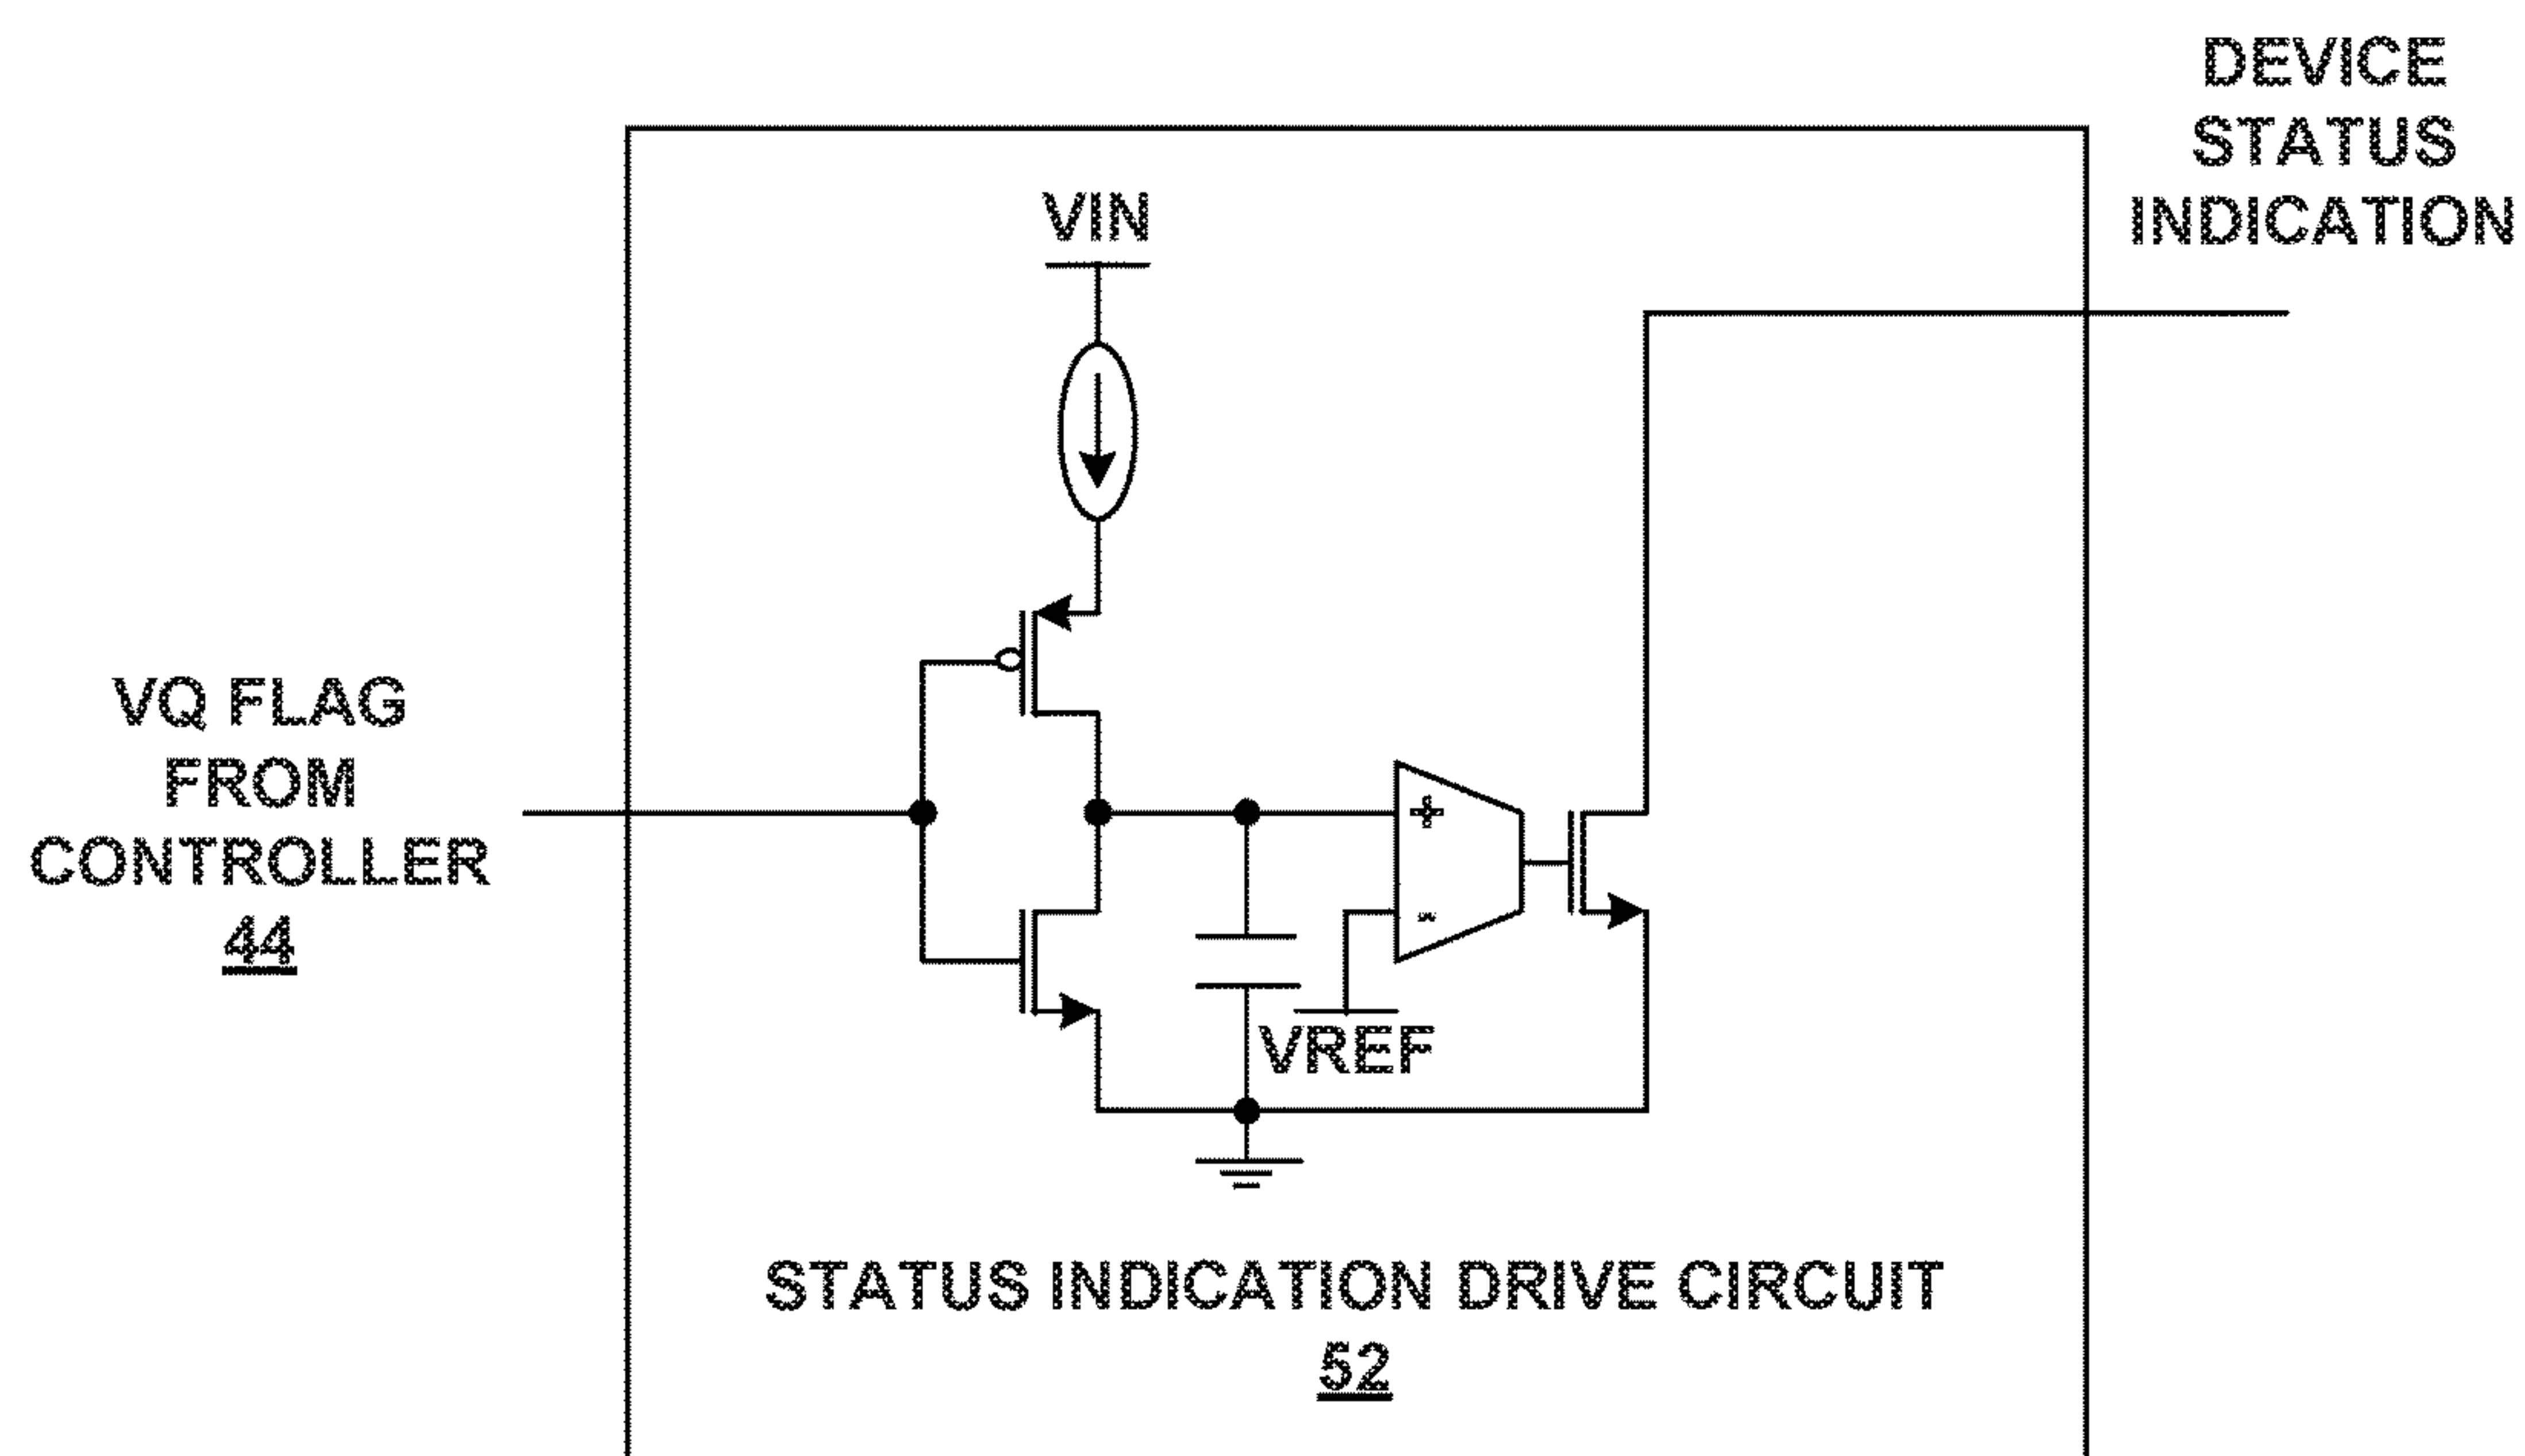 DEVICE
STATUS
INDICATION
VIN
VQ FLAG
FROM
CONTROLLER
44
+
-
VREF
STATUS INDICATION DRIVE CIRCUIT
52